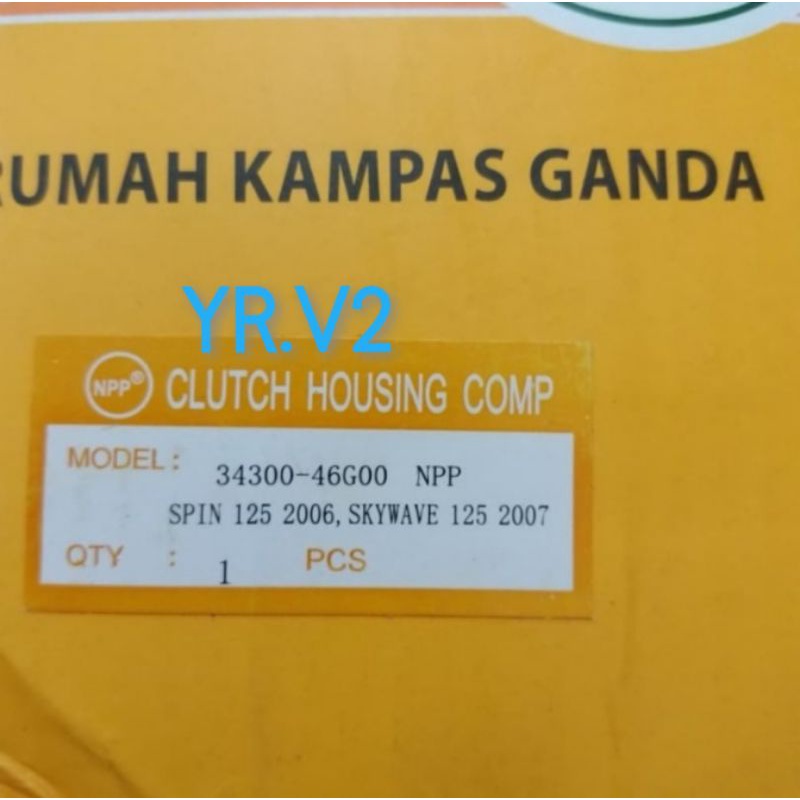 RUMAH KAMPAS GANDA
YR.V2
NPP® CLUTCH HOUSING COMP
MODEL: 34300-46G00 NPP
SPIN 125 2006, SKYWAVE 125 2007
QTY : 1 PCS